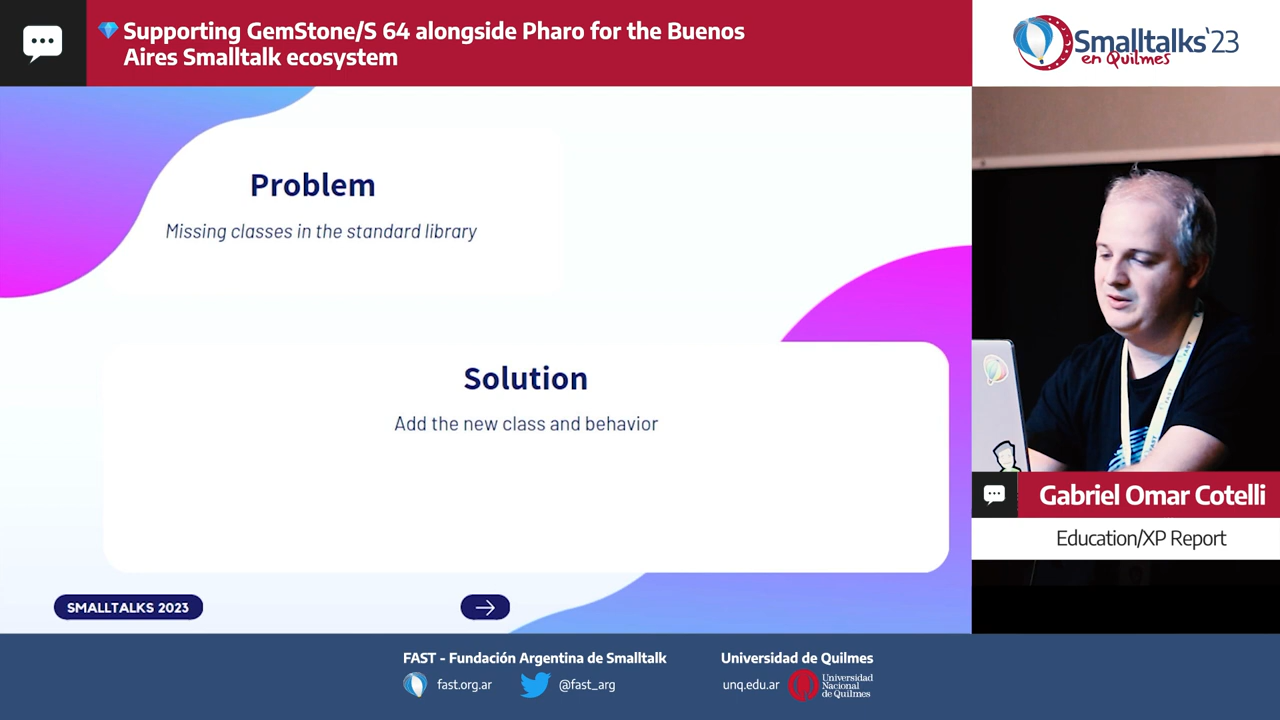 Supporting GemStone/S 64 alongside Pharo for the Buenos
Aires Smalltalk ecosystem
Smalltalks'23
en Quilmes
Problem
Missing classes in the standard library
Solution
Add the new class and behavior
SMALLTALKS 2023
Gabriel Omar Cotelli
Education/XP Report
FAST - Fundación Argentina de Smalltalk
fast.org.ar
@fast_arg
Universidad de Quilmes
unq.edu.ar
Universidad
Nacional
de Quilmes
FAST
FAST